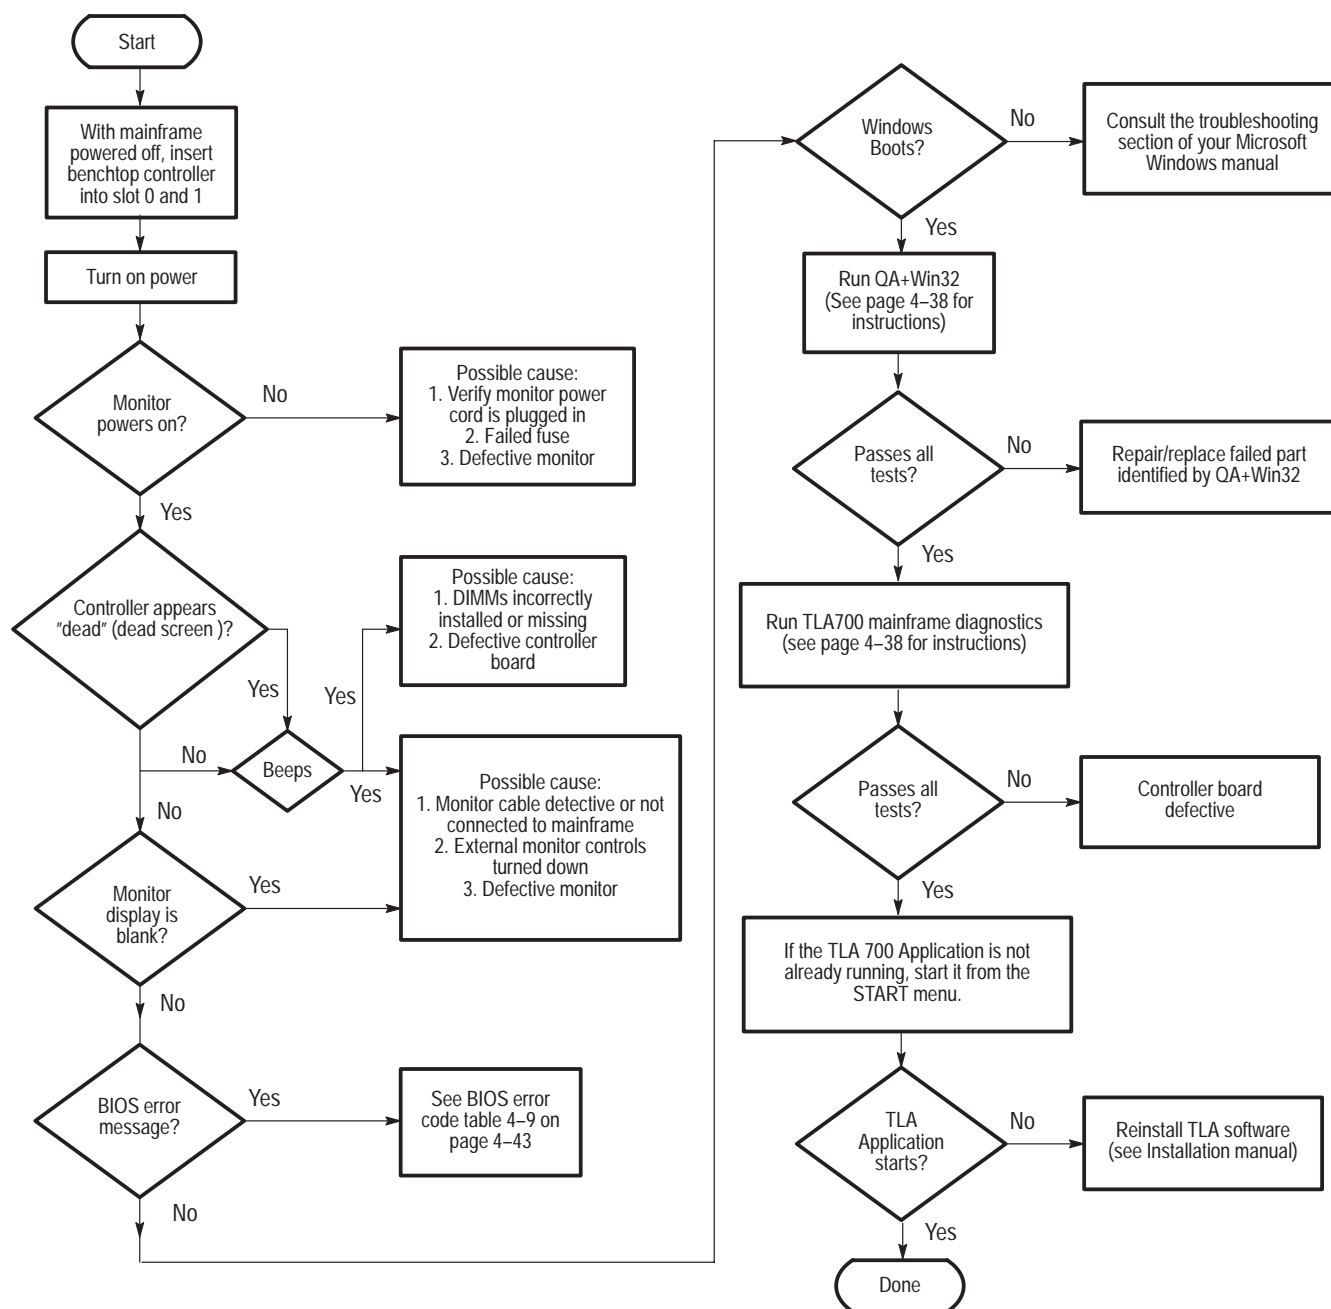 Start
With mainframe
powered off, insert
benchtop controller
into slot 0 and 1
Turn on power
Monitor
powers on?
No
Possible cause:
1. Verify monitor power
cord is plugged in
2. Failed fuse
3. Defective monitor
Yes
Controller appears
"dead" (dead screen )?
Yes
Possible cause:
1. DIMMs incorrectly
installed or missing
2. Defective controller
board
Yes
No
Beeps
Yes
Possible cause:
1. Monitor cable detective or not
connected to mainframe
2. External monitor controls
turned down
3. Defective monitor
No
Monitor
display is
blank?
Yes
No
BIOS error
message?
Yes
See BIOS error
code table 4–9 on
page 4–43
No
Windows
Boots?
No
Consult the troubleshooting
section of your Microsoft
Windows manual
Yes
Run QA+Win32
(See page 4–38 for
instructions)
Passes all
tests?
No
Repair/replace failed part
identified by QA+Win32
Yes
Run TLA700 mainframe diagnostics
(see page 4–38 for instructions)
Passes all
tests?
No
Controller board
defective
Yes
If the TLA 700 Application is not
already running, start it from the
START menu.
TLA
Application
starts?
No
Reinstall TLA software
(see Installation manual)
Yes
Done